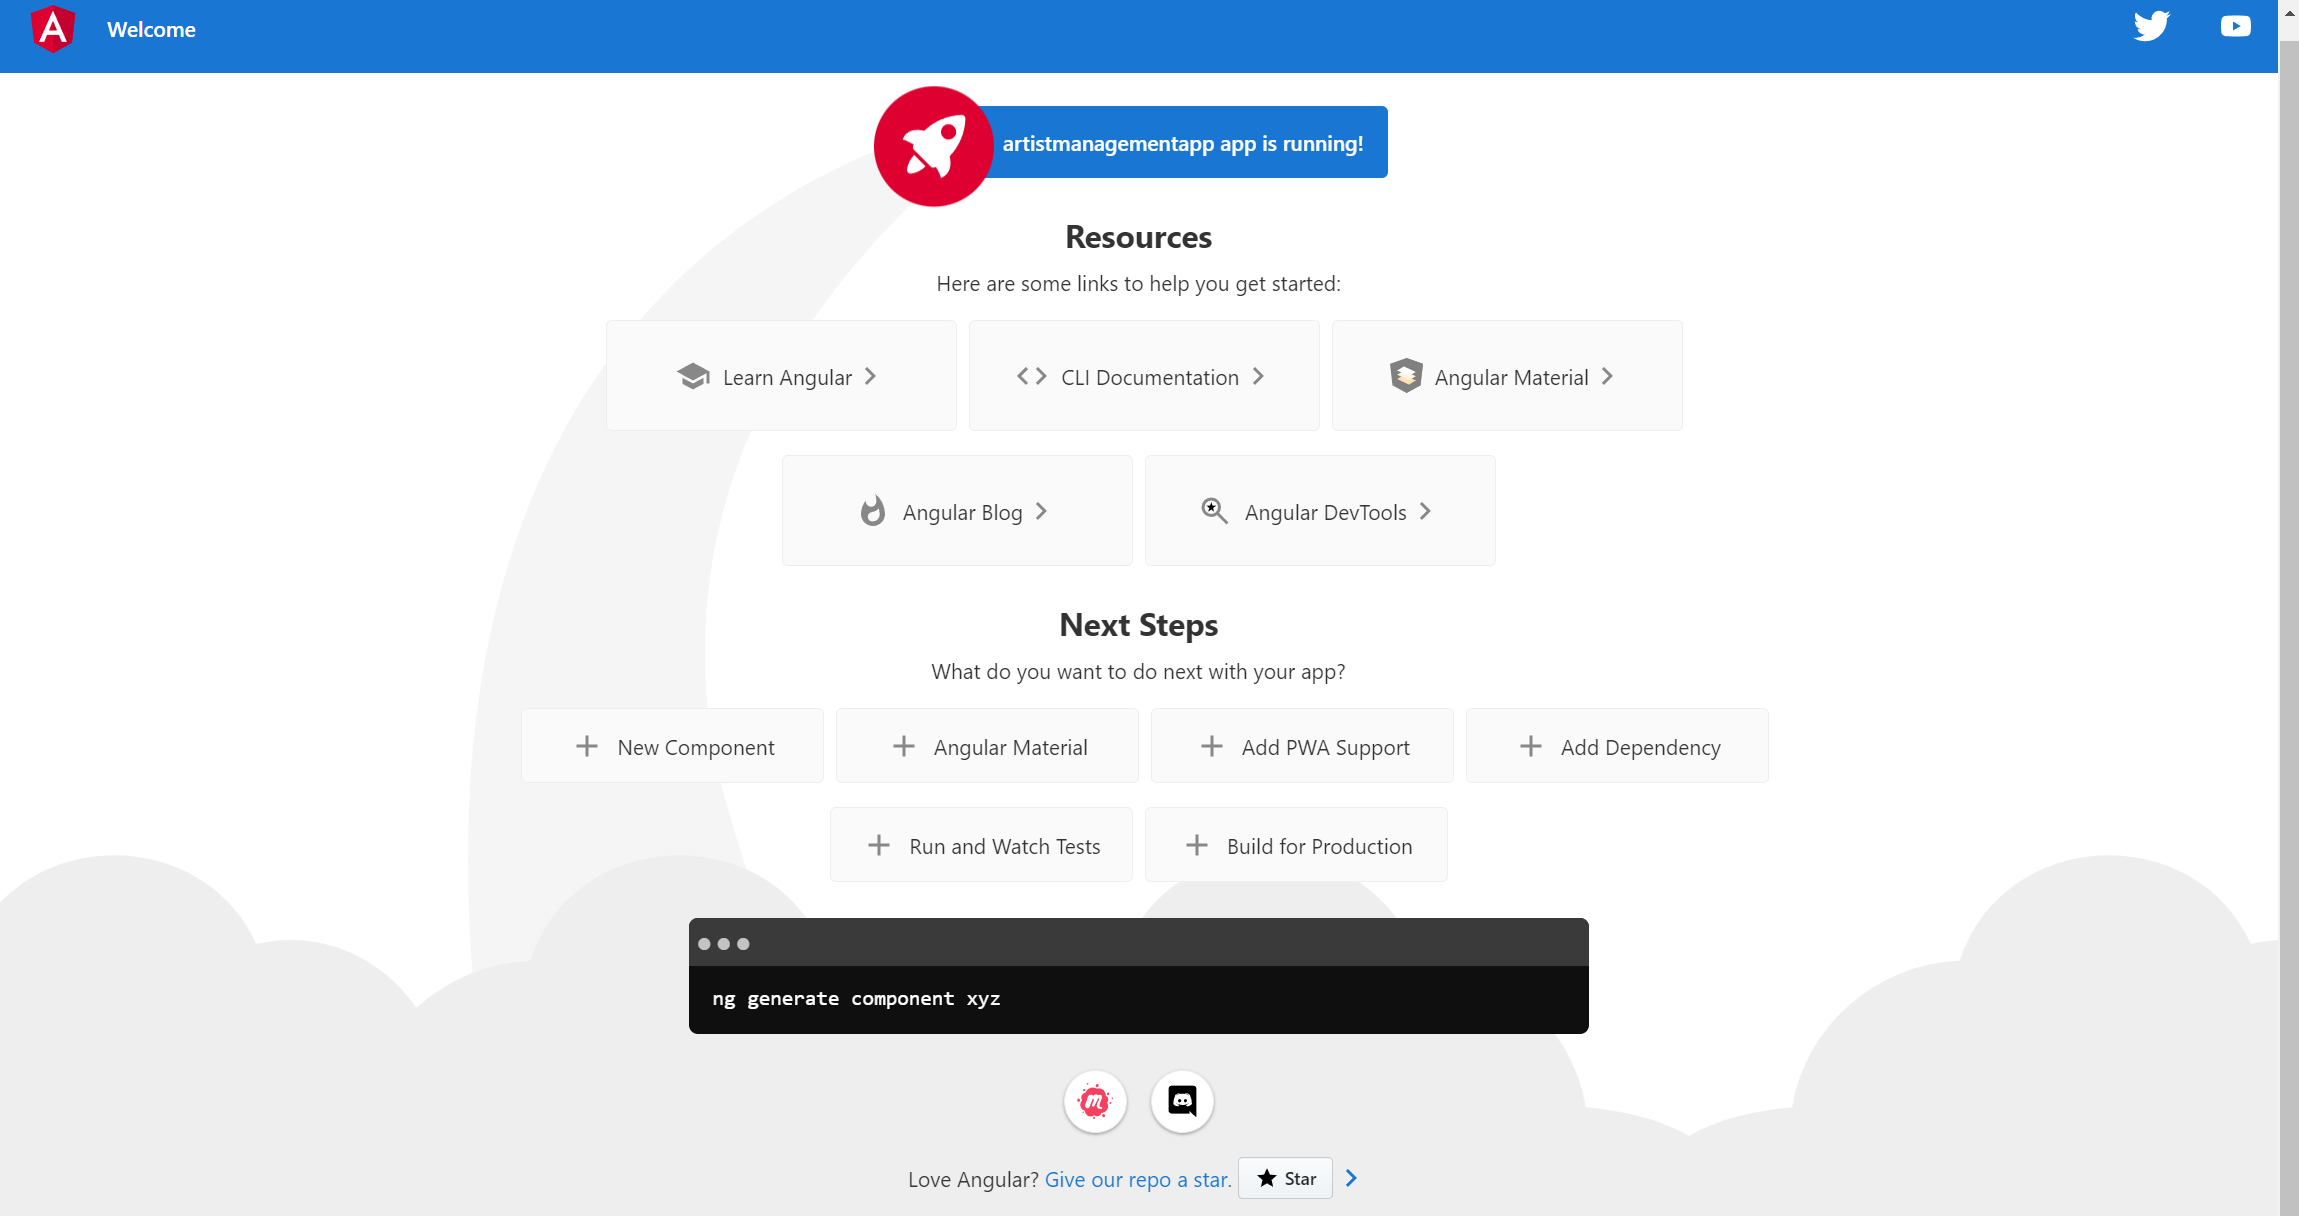 Welcome
artistmanagementapp app is running!
Resources
Here are some links to help you get started:
Learn Angular
CLI Documentation
Angular Material
Angular Blog
Angular DevTools
Next Steps
What do you want to do next with your app?
New Component
Angular Material
Add PWA Support
Add Dependency
Run and Watch Tests
Build for Production
ng generate component xyz
Love Angular? Give our repo a star. Star